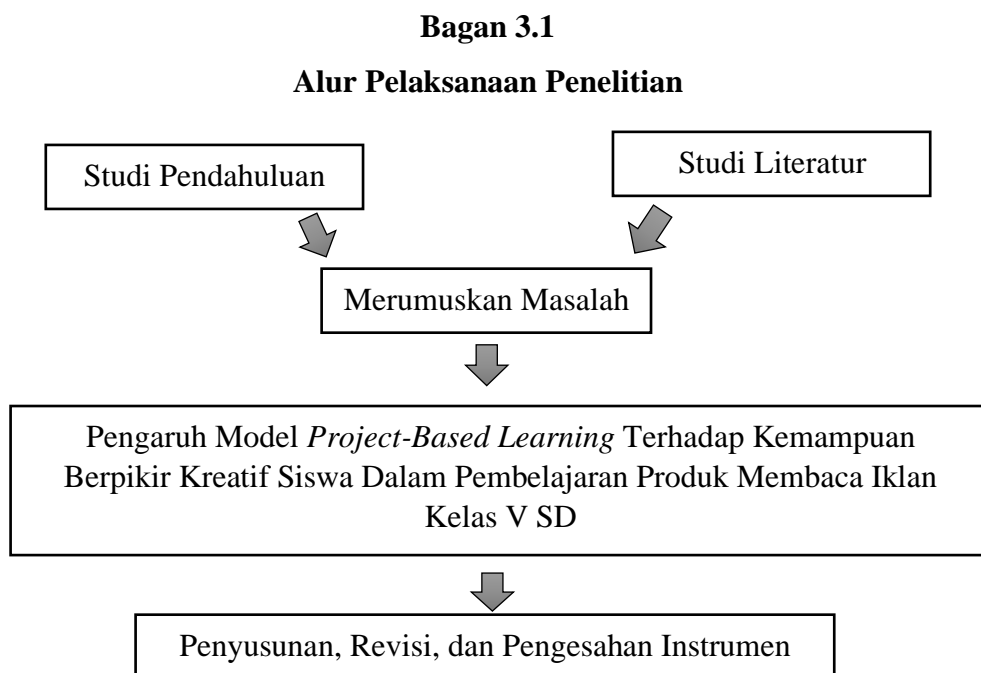 Bagan 3.1
Alur Pelaksanaan Penelitian
Studi Pendahuluan
Studi Literatur
Merumuskan Masalah
Pengaruh Model Project-Based Learning Terhadap Kemampuan
Berpikir Kreatif Siswa Dalam Pembelajaran Produk Membaca Iklan
Kelas V SD
Penyusunan, Revisi, dan Pengesahan Instrumen